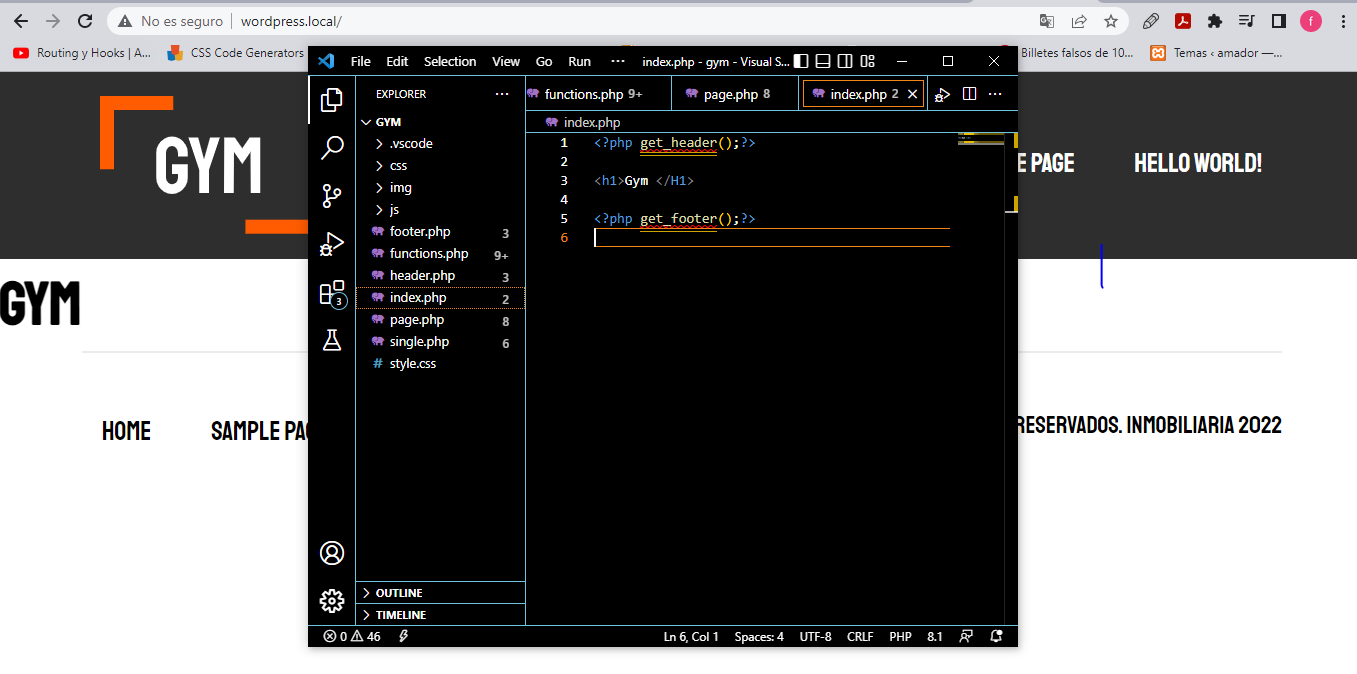 No es seguro wordpress.local/
Routing y Hooks | A... CSS Code Generators Billetes falsos de 10... Temas ‹ amador —...
f
File Edit Selection View Go Run ··· index.php - gym - Visual S...
EXPLORER ···
functions.php 9+ page.php 8 index.php 2
GYM
.vscode
css
img
js
footer.php 3
functions.php 9+
header.php 3
index.php 2
page.php 8
single.php 6
style.css
OUTLINE
TIMELINE
3
index.php
1 <?php get_header();?>
2
3 <h1>Gym </H1>
4
5 <?php get_footer();?>
6
0 46 Ln 6, Col 1 Spaces: 4 UTF-8 CRLF PHP 8.1
GYM
E PAGE HELLO WORLD!
GYM
HOME SAMPLE PAG
RESERVADOS. INMOBILIARIA 2022